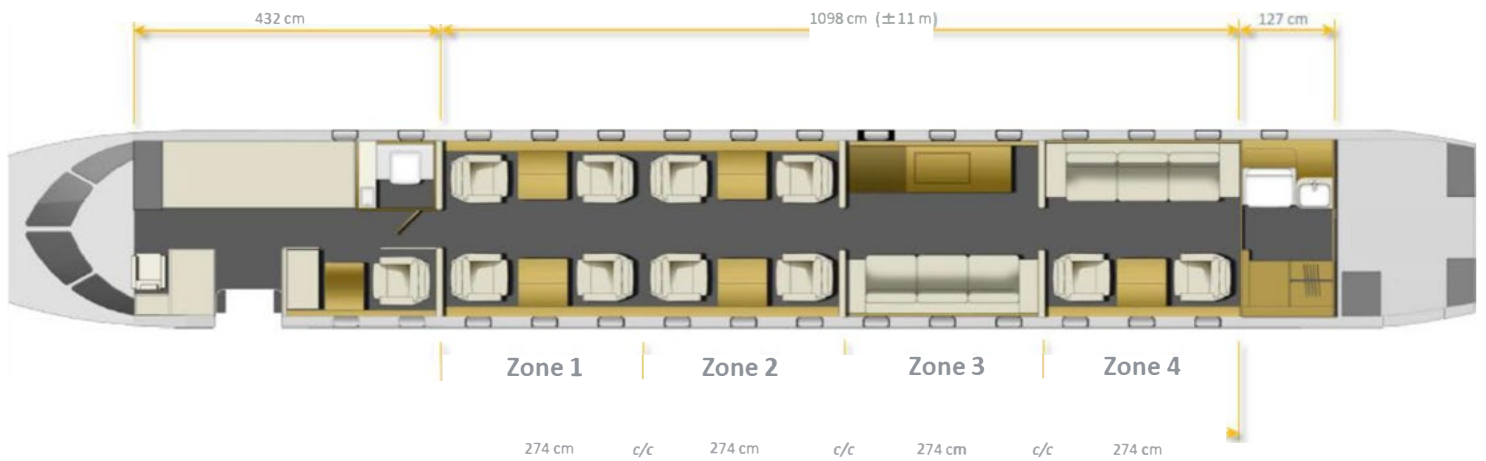 432 cm
1098 cm (±11 m)
127 cm
Zone 1 Zone 2 Zone 3 Zone 4
274 cm c/c 274 cm c/c 274 cm c/c 274 cm